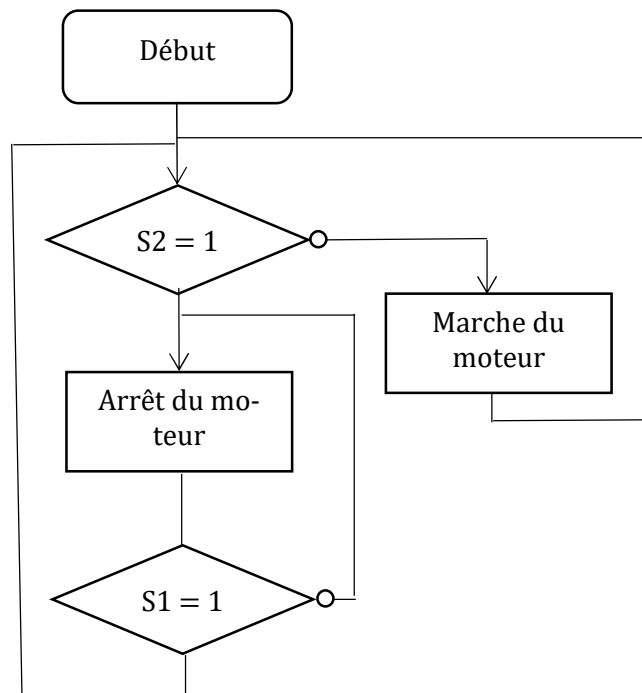 Début
S2 = 1
Marche du
moteur
Arrêt du mo-
teur
S1 = 1